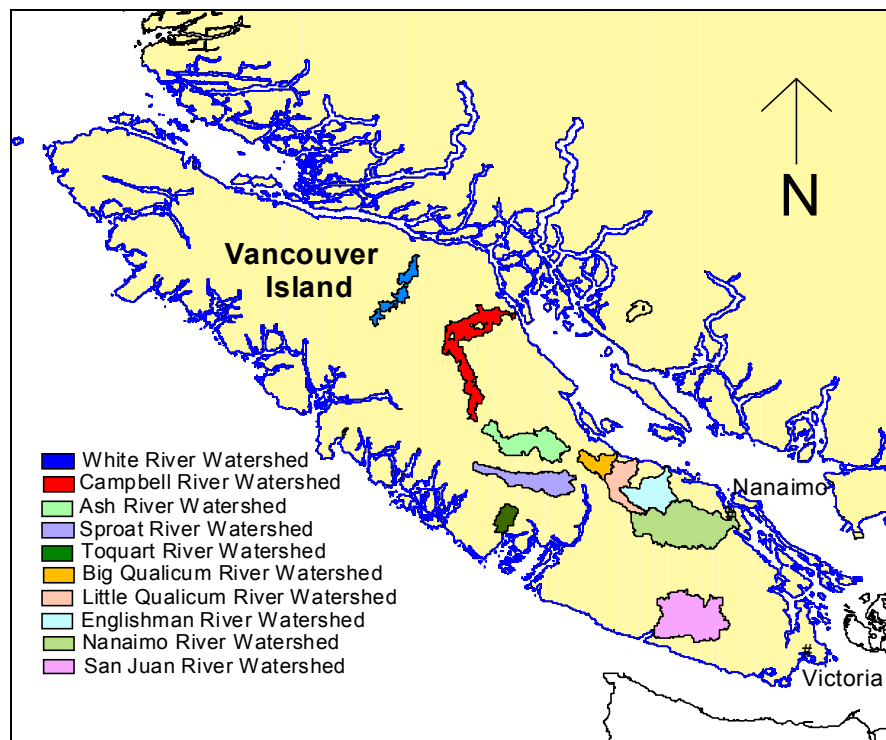 N
Vancouver
Island
White River Watershed
Campbell River Watershed
Ash River Watershed
Sproat River Watershed
Toquart River Watershed
Big Qualicum River Watershed
Little Qualicum River Watershed
Englishman River Watershed
Nanaimo River Watershed
San Juan River Watershed
Nanaimo
#
#
Victoria